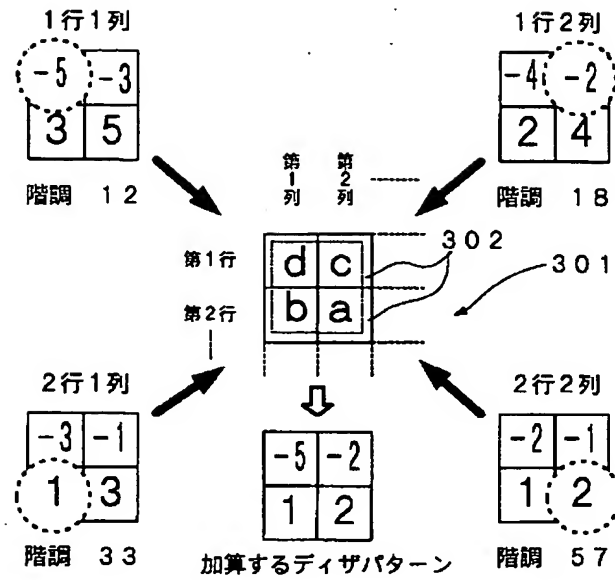 1行1列
-5 -3
3 5
階調 12
1行2列
-4 -2
2 4
階調 18
第1列 第2列
第1行
第2行
d c
b a
302
301
2行1列
-3 -1
1 3
階調 33
2行2列
-2 -1
1 2
階調 57
-5 -2
1 2
加算するディザパターン